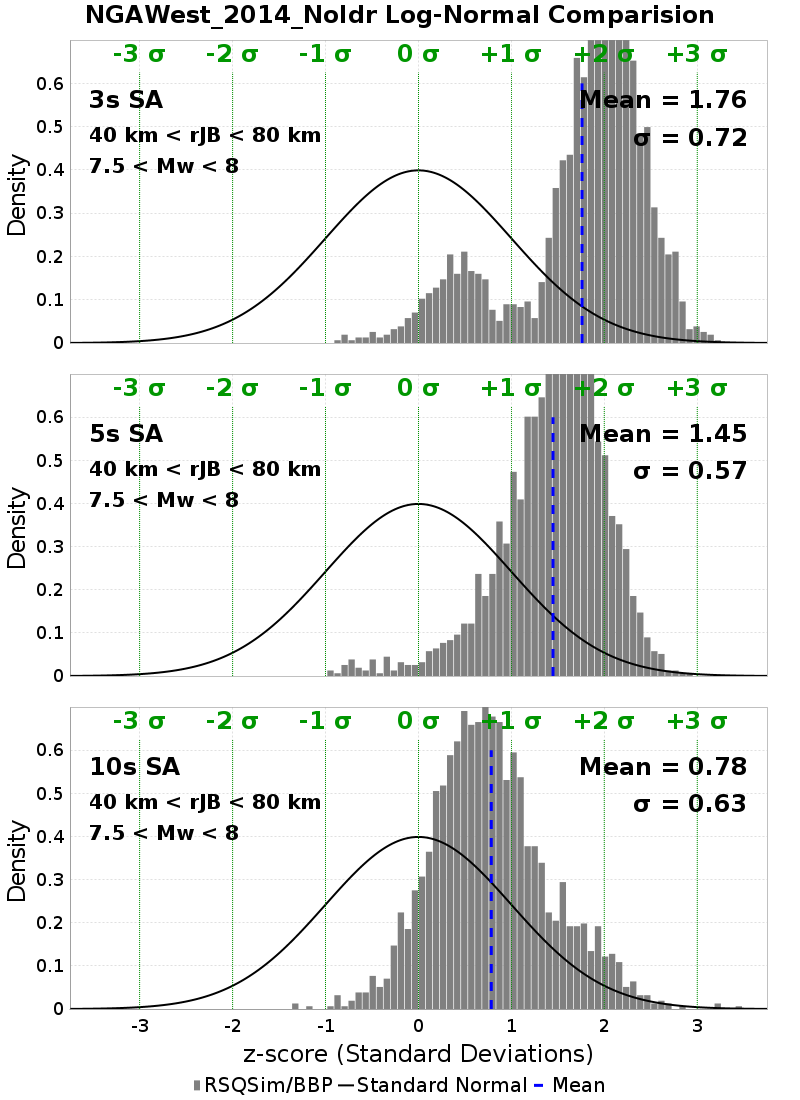 NGAWest_2014_NoIdr Log-Normal Comparision
-3 σ -2 σ -1 σ 0 σ +1 σ +2 σ +3 σ
3s SA
Mean = 1.76
40 km < rJB < 80 km
σ = 0.72
7.5 < Mw < 8
0.6
0.5
0.4
0.3
0.2
0.1
0
Density
-3 σ -2 σ -1 σ 0 σ +1 σ +2 σ +3 σ
5s SA
Mean = 1.45
40 km < rJB < 80 km
σ = 0.57
7.5 < Mw < 8
0.6
0.5
0.4
0.3
0.2
0.1
0
Density
-3 σ -2 σ -1 σ 0 σ +1 σ +2 σ +3 σ
10s SA
Mean = 0.78
40 km < rJB < 80 km
σ = 0.63
7.5 < Mw < 8
0.6
0.5
0.4
0.3
0.2
0.1
0
Density
-3 -2 -1 0 1 2 3
z-score (Standard Deviations)
RSQSim/BBP Standard Normal Mean